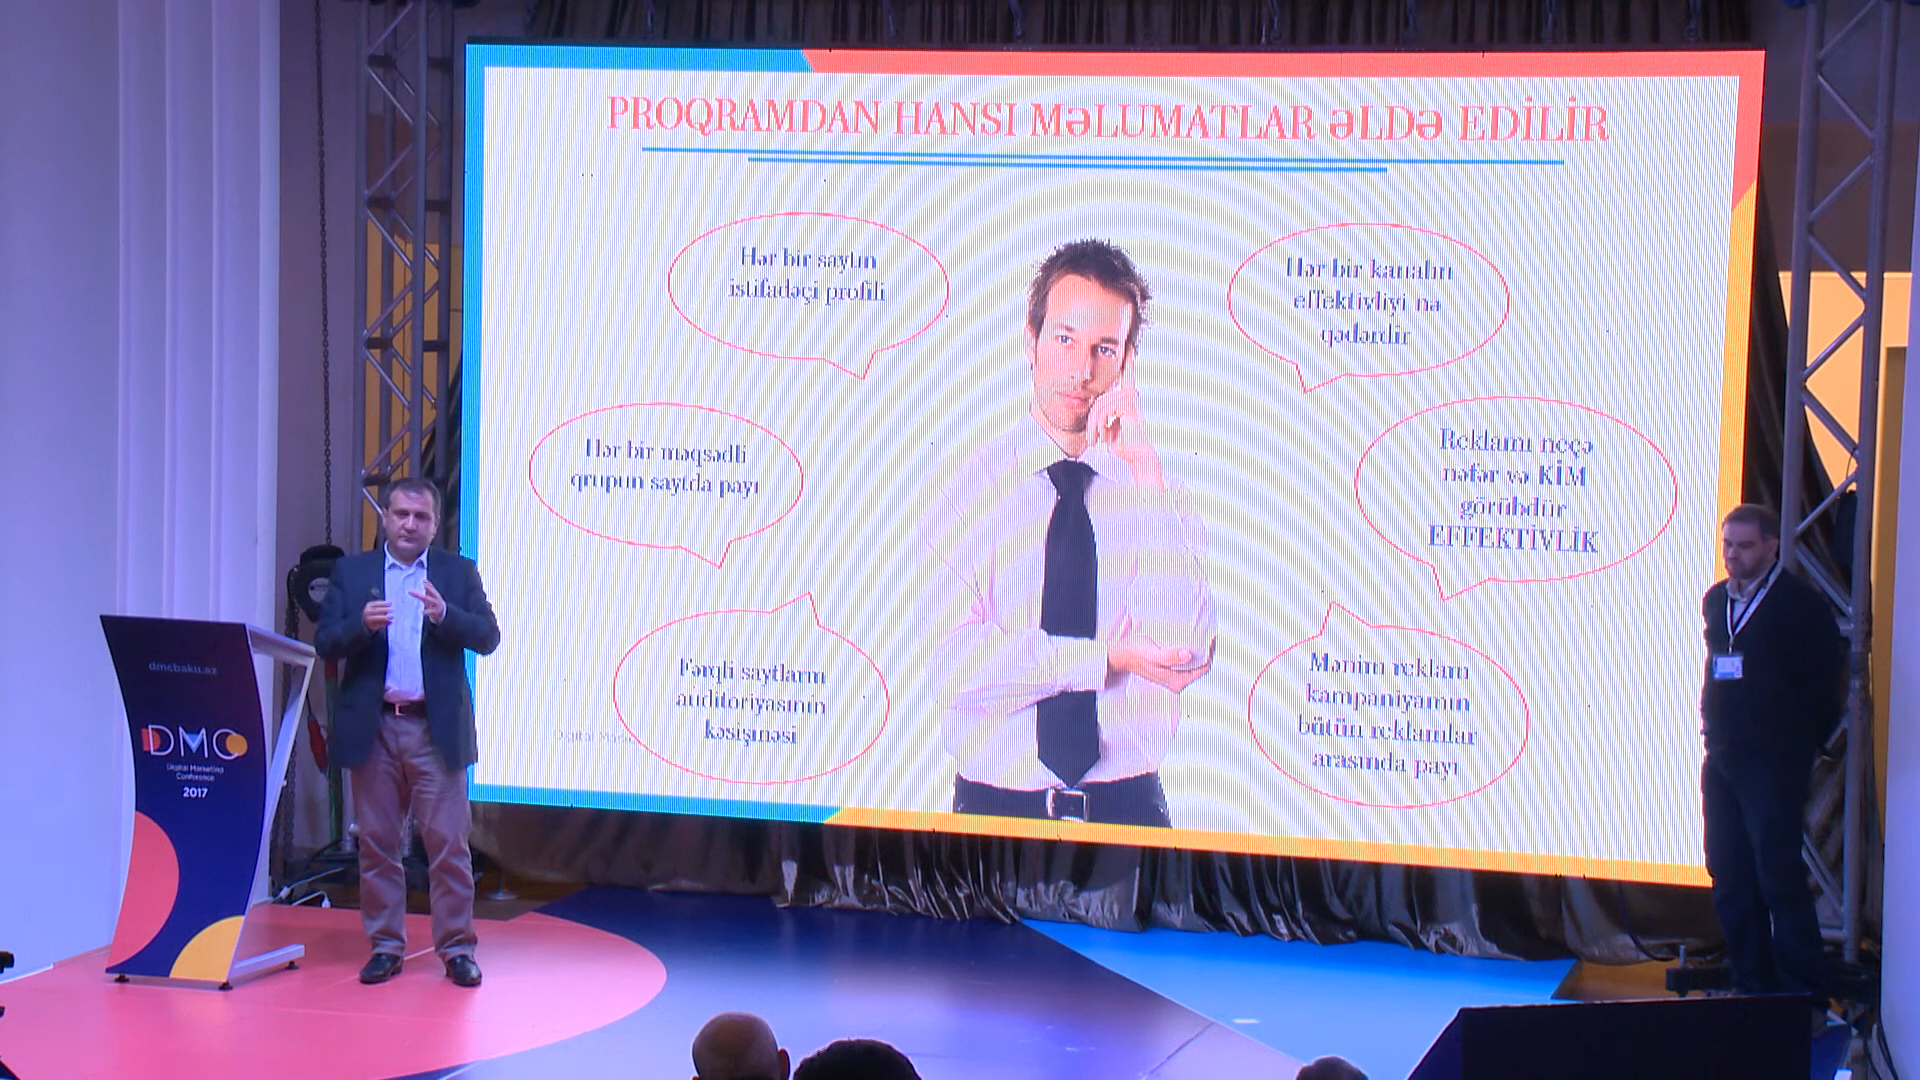 PROQRAMDAN HANSI MƏLUMATLAR ƏLDƏ EDİLİR
Hər bir saytın
istifadəçi profili
Hər bir kanalın
effektivliyi nə
qədərdir
Hər bir məqsədli
qrupun saytda payı
Reklamı neçə
nəfər və KİM
görübdür
EFFEKTİVLİK
Fərqli saytların
auditoriyasının
kəsişməsi
Mənim reklam
kampaniyamın
bütün reklamlar
arasında payı
Digital
dmcbaku.az
DMC
Digital Marketing
Conference
2017